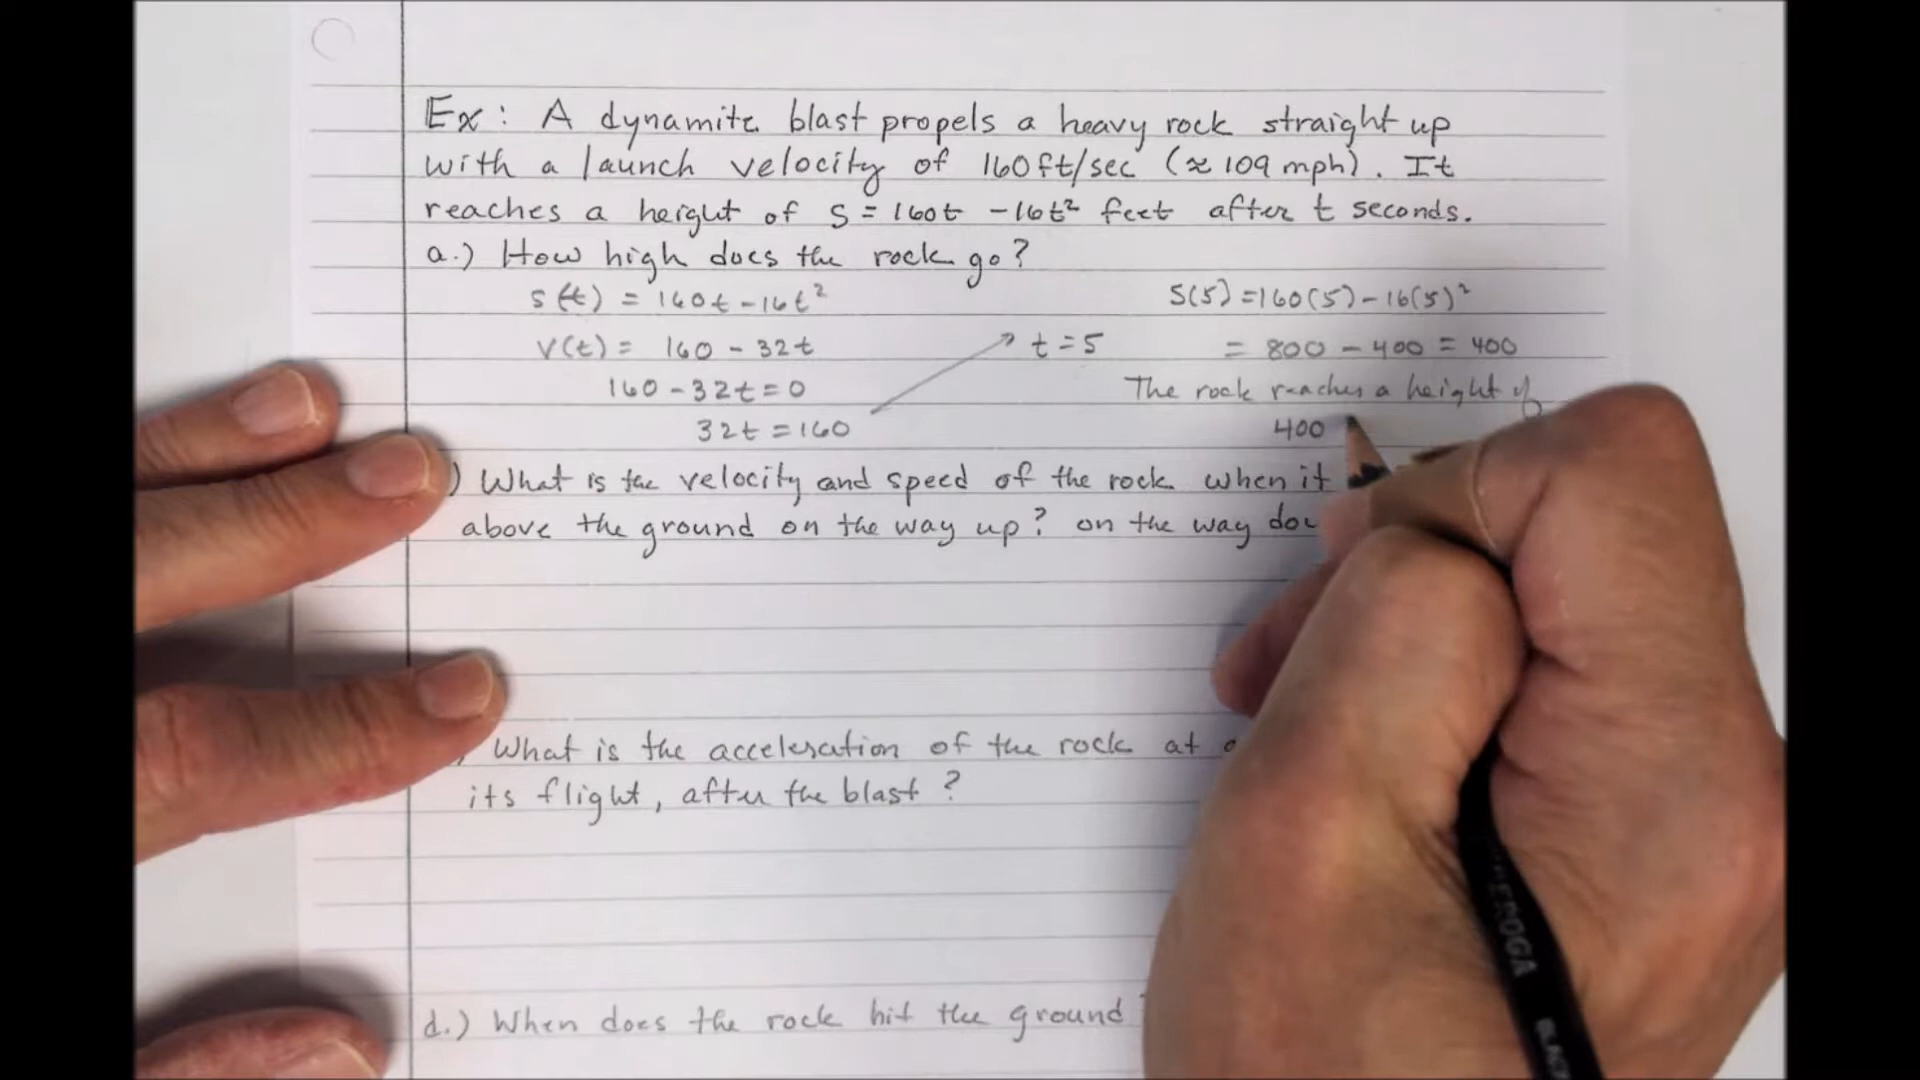 Ex: A dynamite blast propels a heavy rock straight up
with a launch velocity of 160ft/sec (≈109 mph). It
reaches a height of s = 160t - 16t² feet after t seconds.
a.) How high does the rock go?
s(t) = 160t - 16t²
S(5) = 160(5) - 16(5)²
v(t) = 160 - 32t
t = 5
= 800 - 400 = 400
160 - 32t = 0
The rock reaches a height of
32t = 160
400
) What is the velocity and speed of the rock when it
above the ground on the way up? on the way
What is the acceleration of the rock at
its flight, after the blast?
d.) When does the rock hit the ground